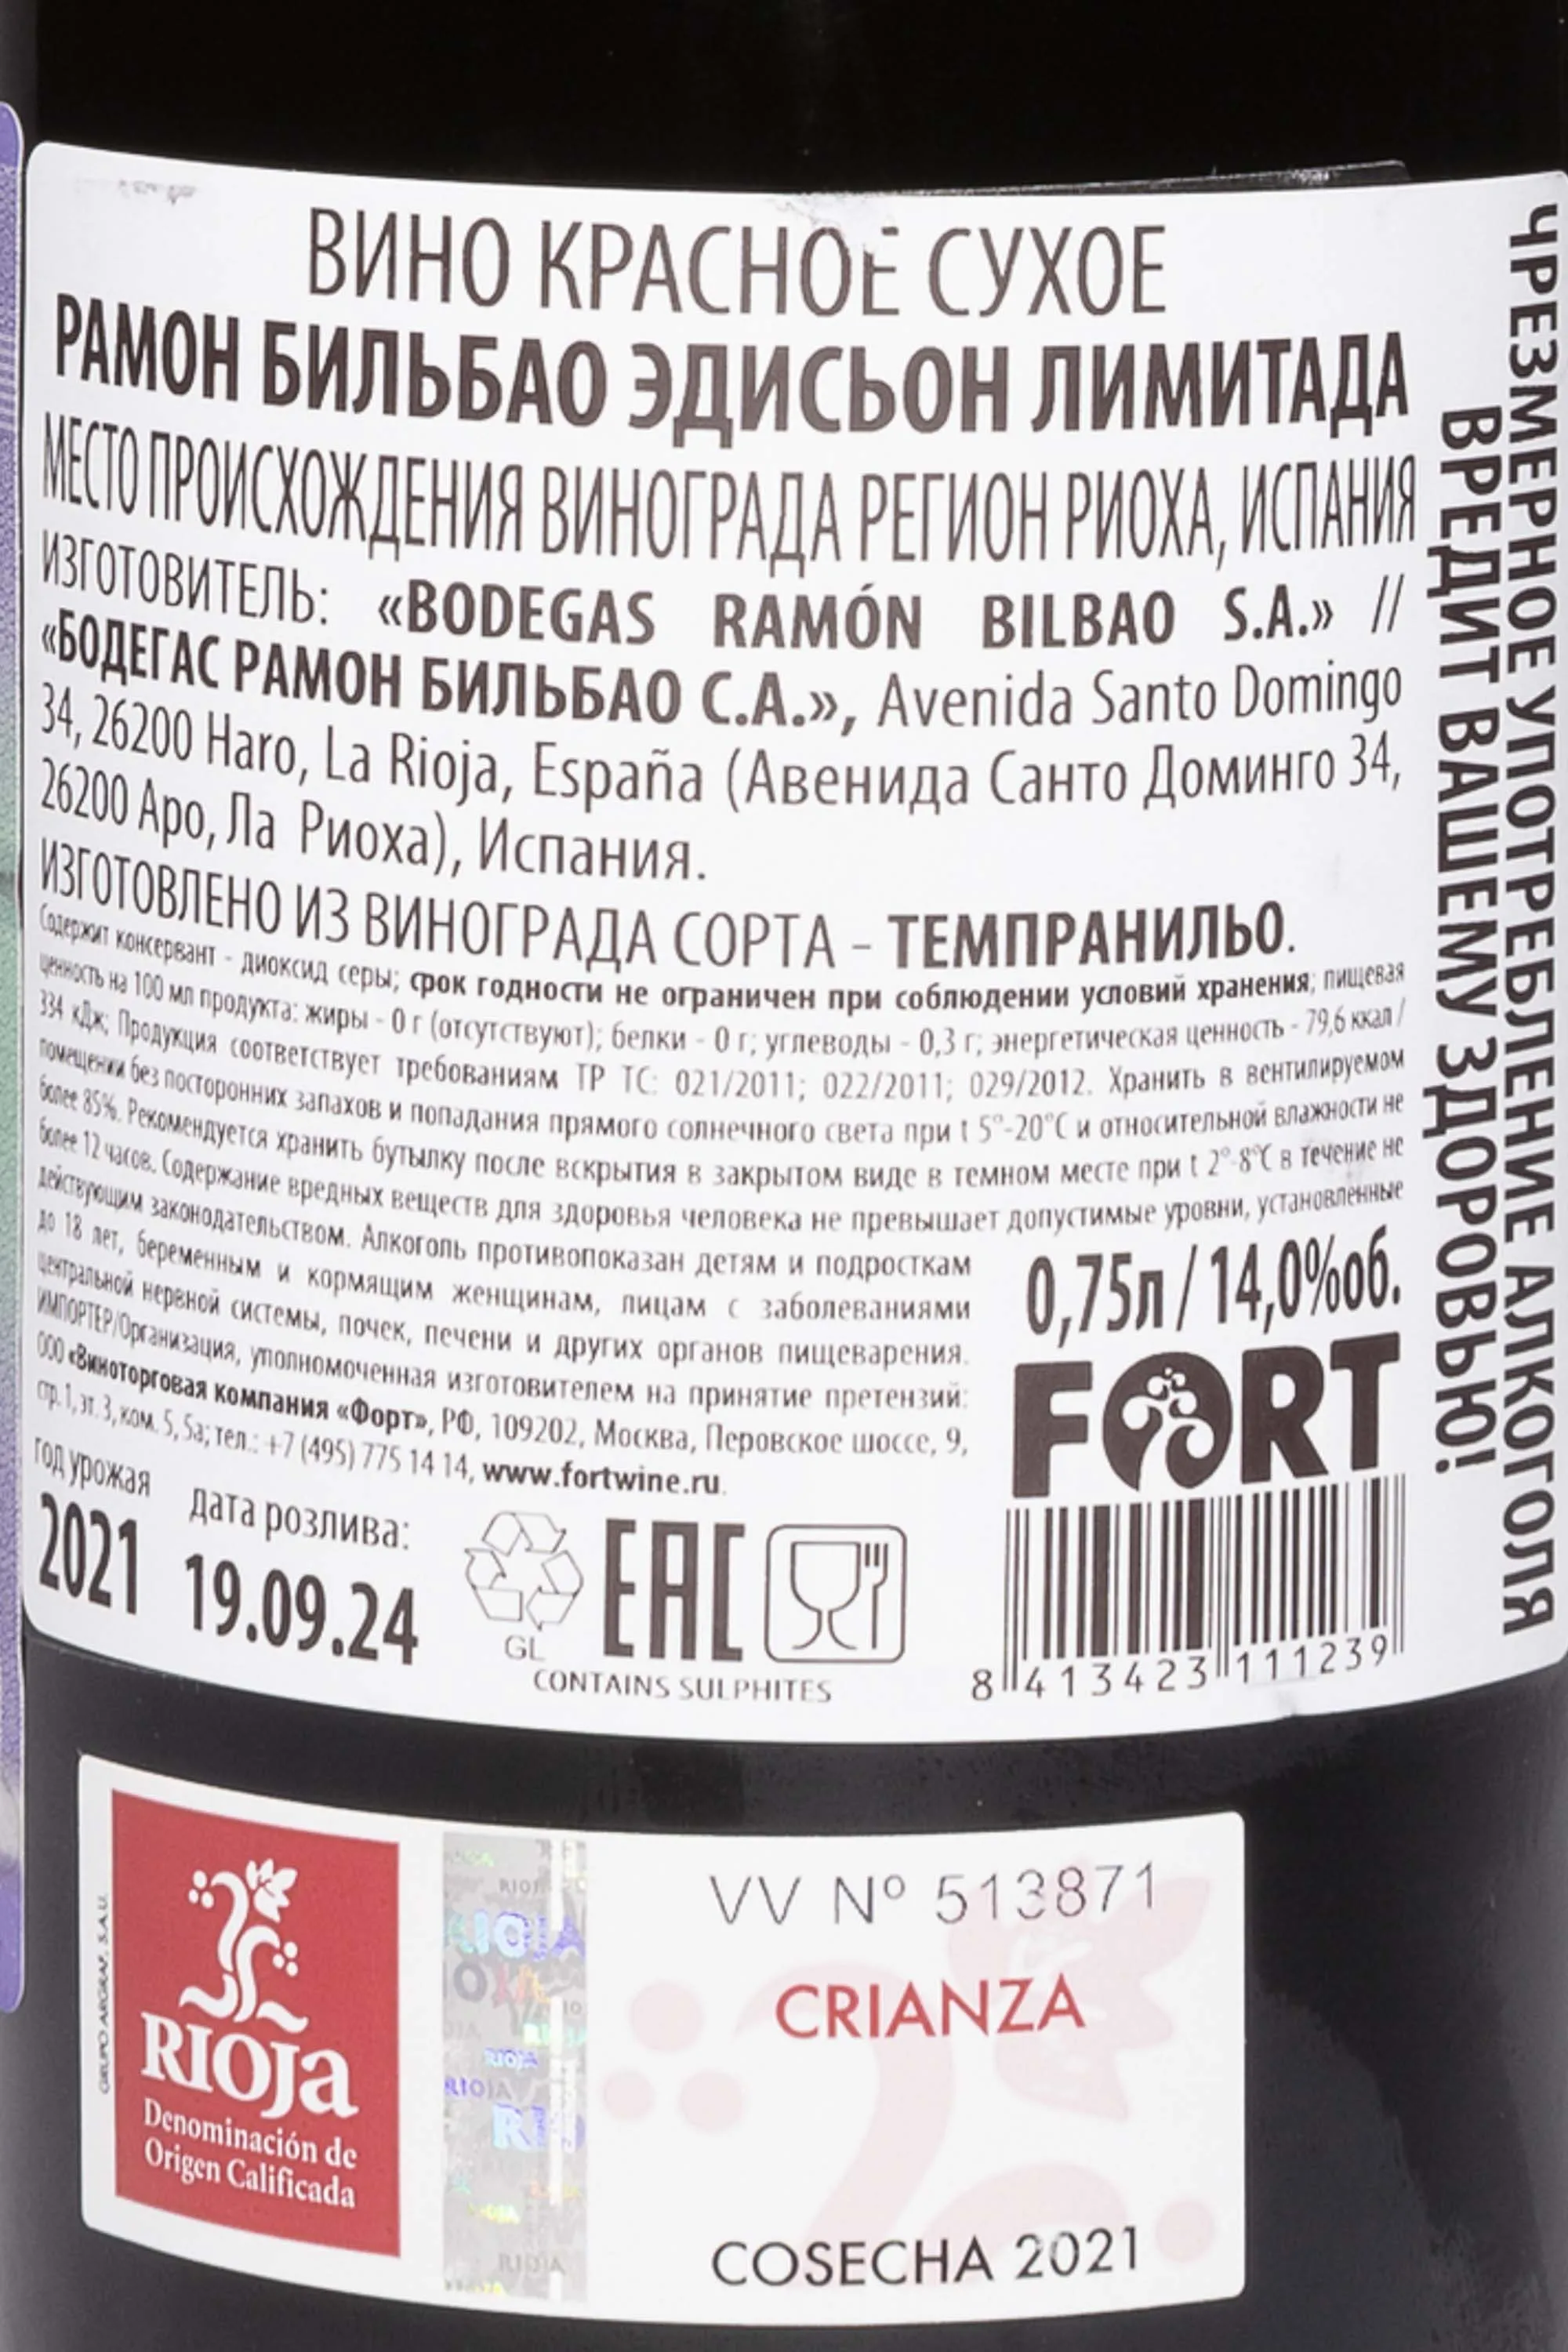 ВИНО КРАСНОЕ СУХОЕ
РАМОН БИЛЬБАО ЭДИСЬОН ЛИМИТАДА
МЕСТО ПРОИСХОЖДЕНИЯ ВИНОГРАДА РЕГИОН РИОХА, ИСПАНИЯ
ИЗГОТОВИТЕЛЬ: «BODEGAS RAMÓN BILBAO S.A.» //
«БОДЕГАС РАМОН БИЛЬБАО С.А.», Avenida Santo Domingo
34, 26200 Haro, La Rioja, España (Авенида Санто Доминго 34,
26200 Аро, Ла Риоха), Испания.
ИЗГОТОВЛЕНО ИЗ ВИНОГРАДА СОРТА - ТЕМПРАНИЛЬО.
Содержит консервант - диоксид серы; срок годности не ограничен при соблюдении условий хранения; пищевая
ценность на 100 мл продукта: жиры - 0 г (отсутствуют); белки - 0 г; углеводы - 0,3 г; энергетическая ценность - 79,6 ккал /
334 кДж; Продукция соответствует требованиям ТР ТС: 021/2011; 022/2011; 029/2012. Хранить в вентилируемом
помещении без посторонних запахов и попадания прямого солнечного света при t 5°-20°С и относительной влажности не
более 85%. Рекомендуется хранить бутылку после вскрытия в закрытом виде в темном месте при t 2°-8°С в течение не
более 12 часов. Содержание вредных веществ для здоровья человека не превышает допустимые уровни, установленные
действующим законодательством. Алкоголь противопоказан детям и подросткам
до 18 лет, беременным и кормящим женщинам, лицам с заболеваниями
центральной нервной системы, почек, печени и других органов пищеварения.
ИМПОРТЕР/Организация, уполномоченная изготовителем на принятие претензий:
ООО «Виноторговая компания «Форт», РФ, 109202, Москва, Перовское шоссе, 9,
стр. 1, эт. 3, ком. 5, 5а; тел.: +7 (495) 775 14 14, www.fortwine.ru.
0,75л / 14,0%об.
FORT
год урожая
2021
дата розлива:
19.09.24
GL
EAC
CONTAINS SULPHITES
8 413423 111239
ЧРЕЗМЕРНОЕ УПОТРЕБЛЕНИЕ АЛКОГОЛЯ
ВРЕДИТ ВАШЕМУ ЗДОРОВЬЮ!
GRUPO ARGRAF, S.A.U.
RIOJa
Denominación de
Origen Calificada
RIOJA
VV Nº 513871
CRIANZA
COSECHA 2021